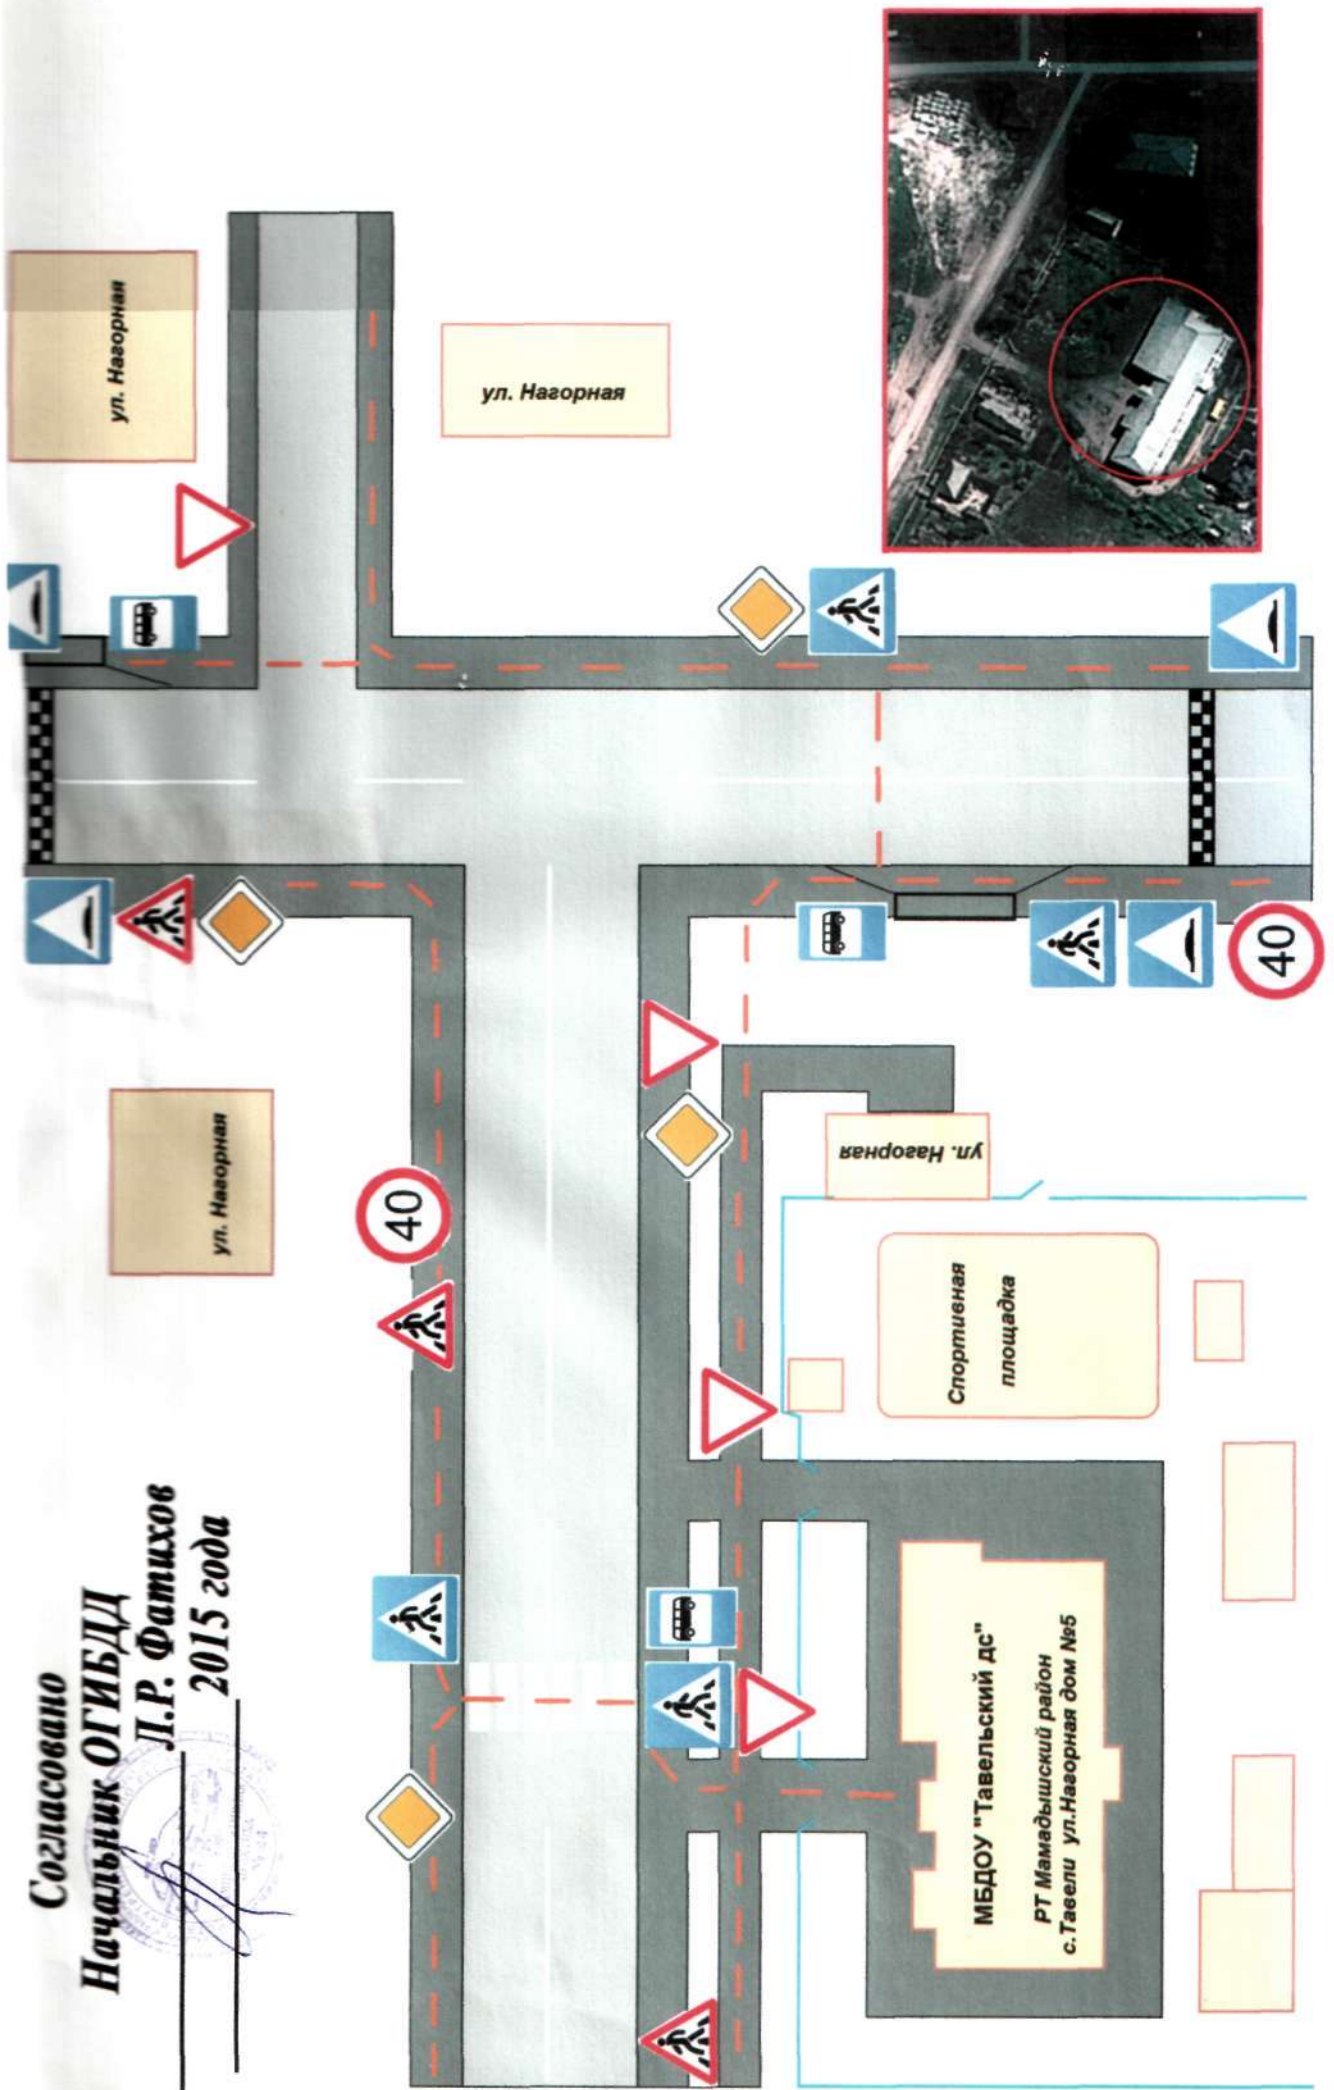 Согласовано
Начальник ОГИБДД
Л.Р. Фатихов
2015 года
ул. Нагорная
ул. Нагорная
ул. Нагорная
40
40
ул. Нагорная
Спортивная
площадка
МБДОУ "Тавельский дс"
РТ Мамадышский район
с.Тавели ул.Нагорная дом №5